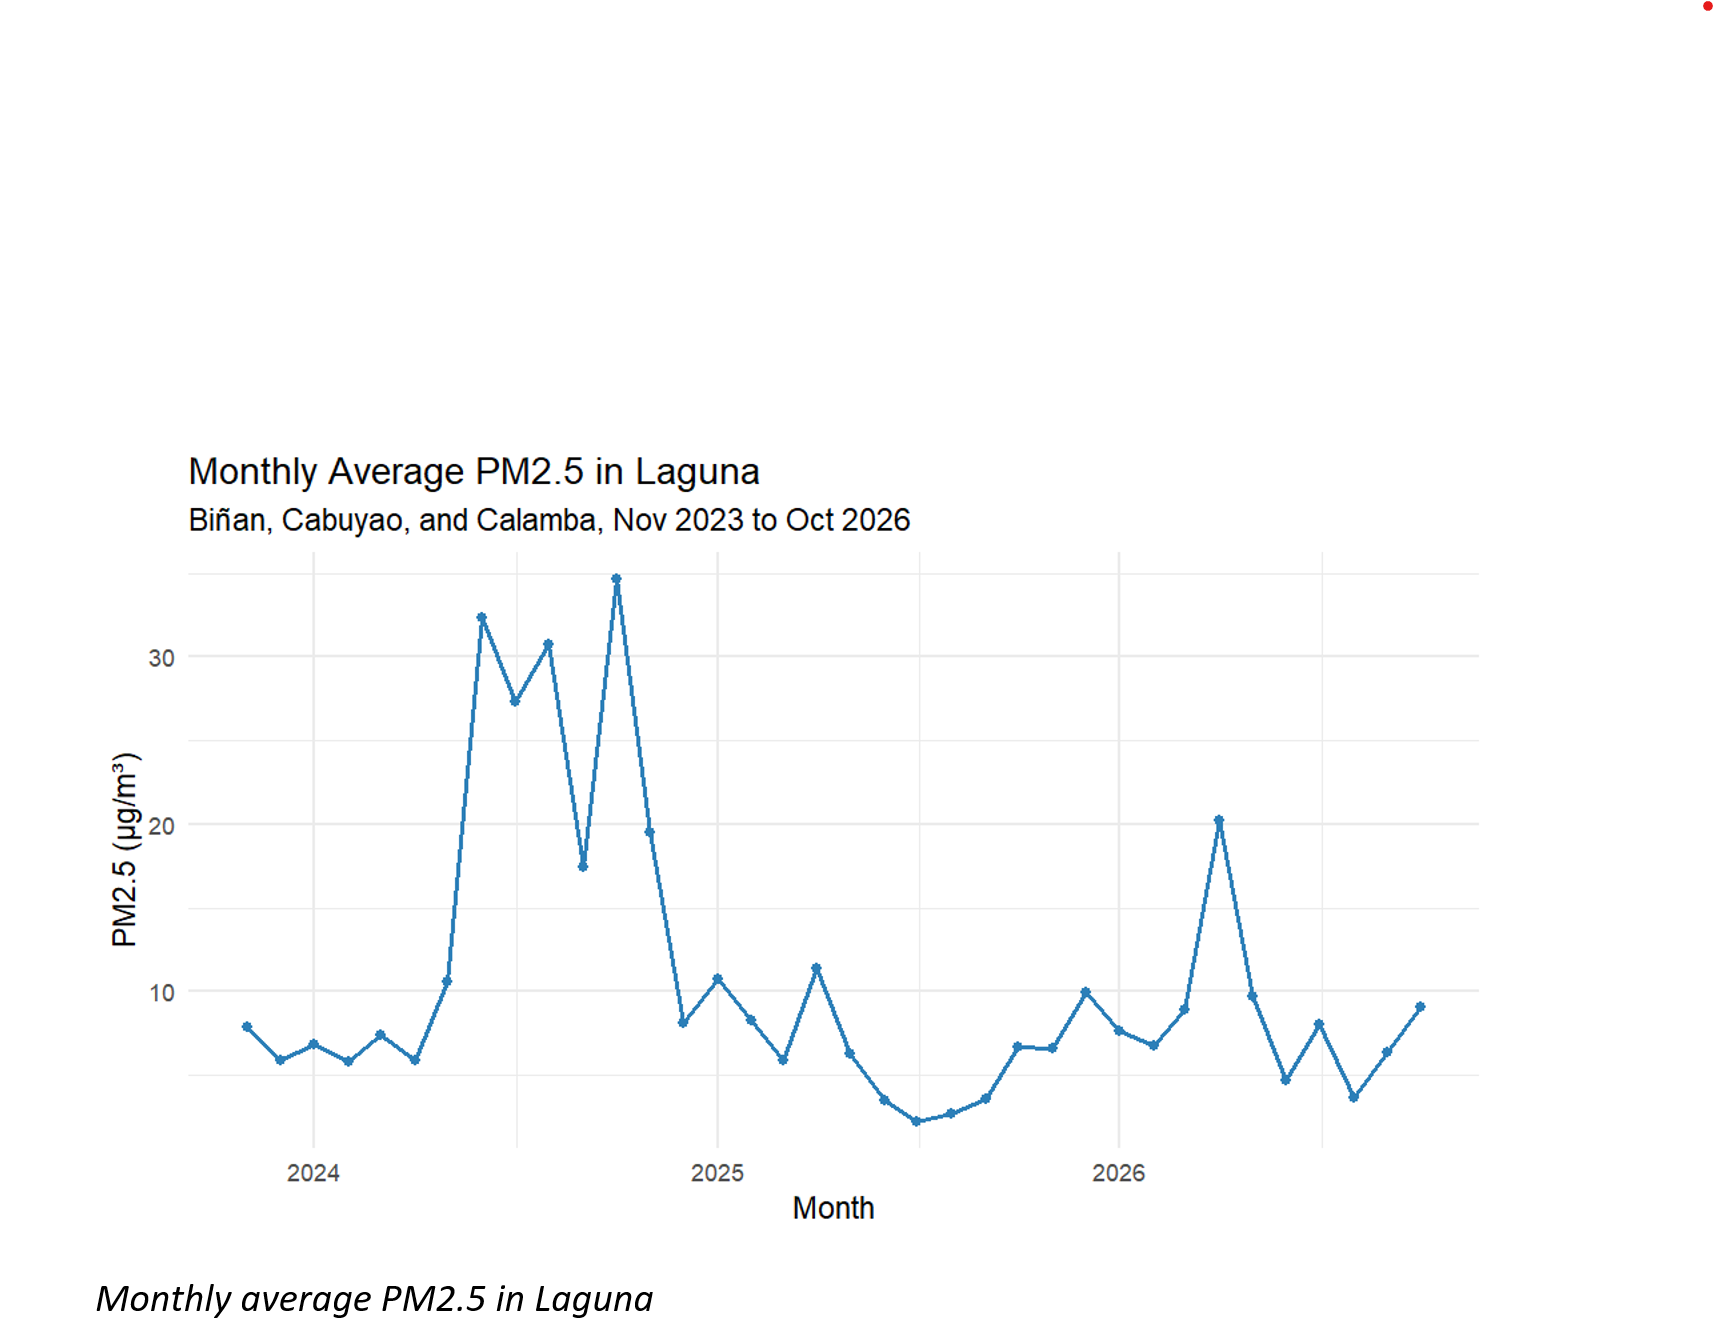 Monthly Average PM2.5 in Laguna
Biñan, Cabuyao, and Calamba, Nov 2023 to Oct 2026
PM2.5 (µg/m³)
30
20
10
2024 2025 2026
Month
Monthly average PM2.5 in Laguna